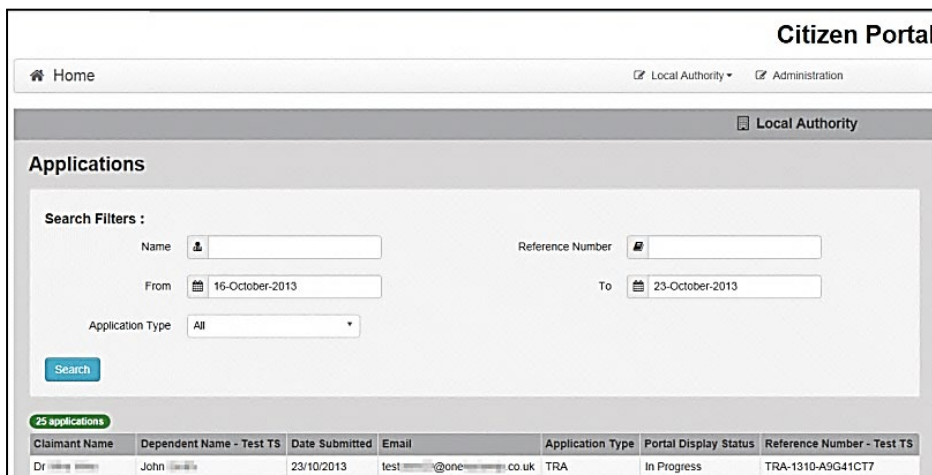 Citizen Portal
Home Local Authority Administration
Local Authority
Applications
Search Filters :
Name Reference Number
From 16-October-2013 To 23-October-2013
Application Type All
Search
25 applications
Claimant Name Dependent Name - Test TS Date Submitted Email Application Type Portal Display Status Reference Number - Test TS
Dr John 23/10/2013 test @one .co.uk TRA In Progress TRA-1310-A9G41CT7